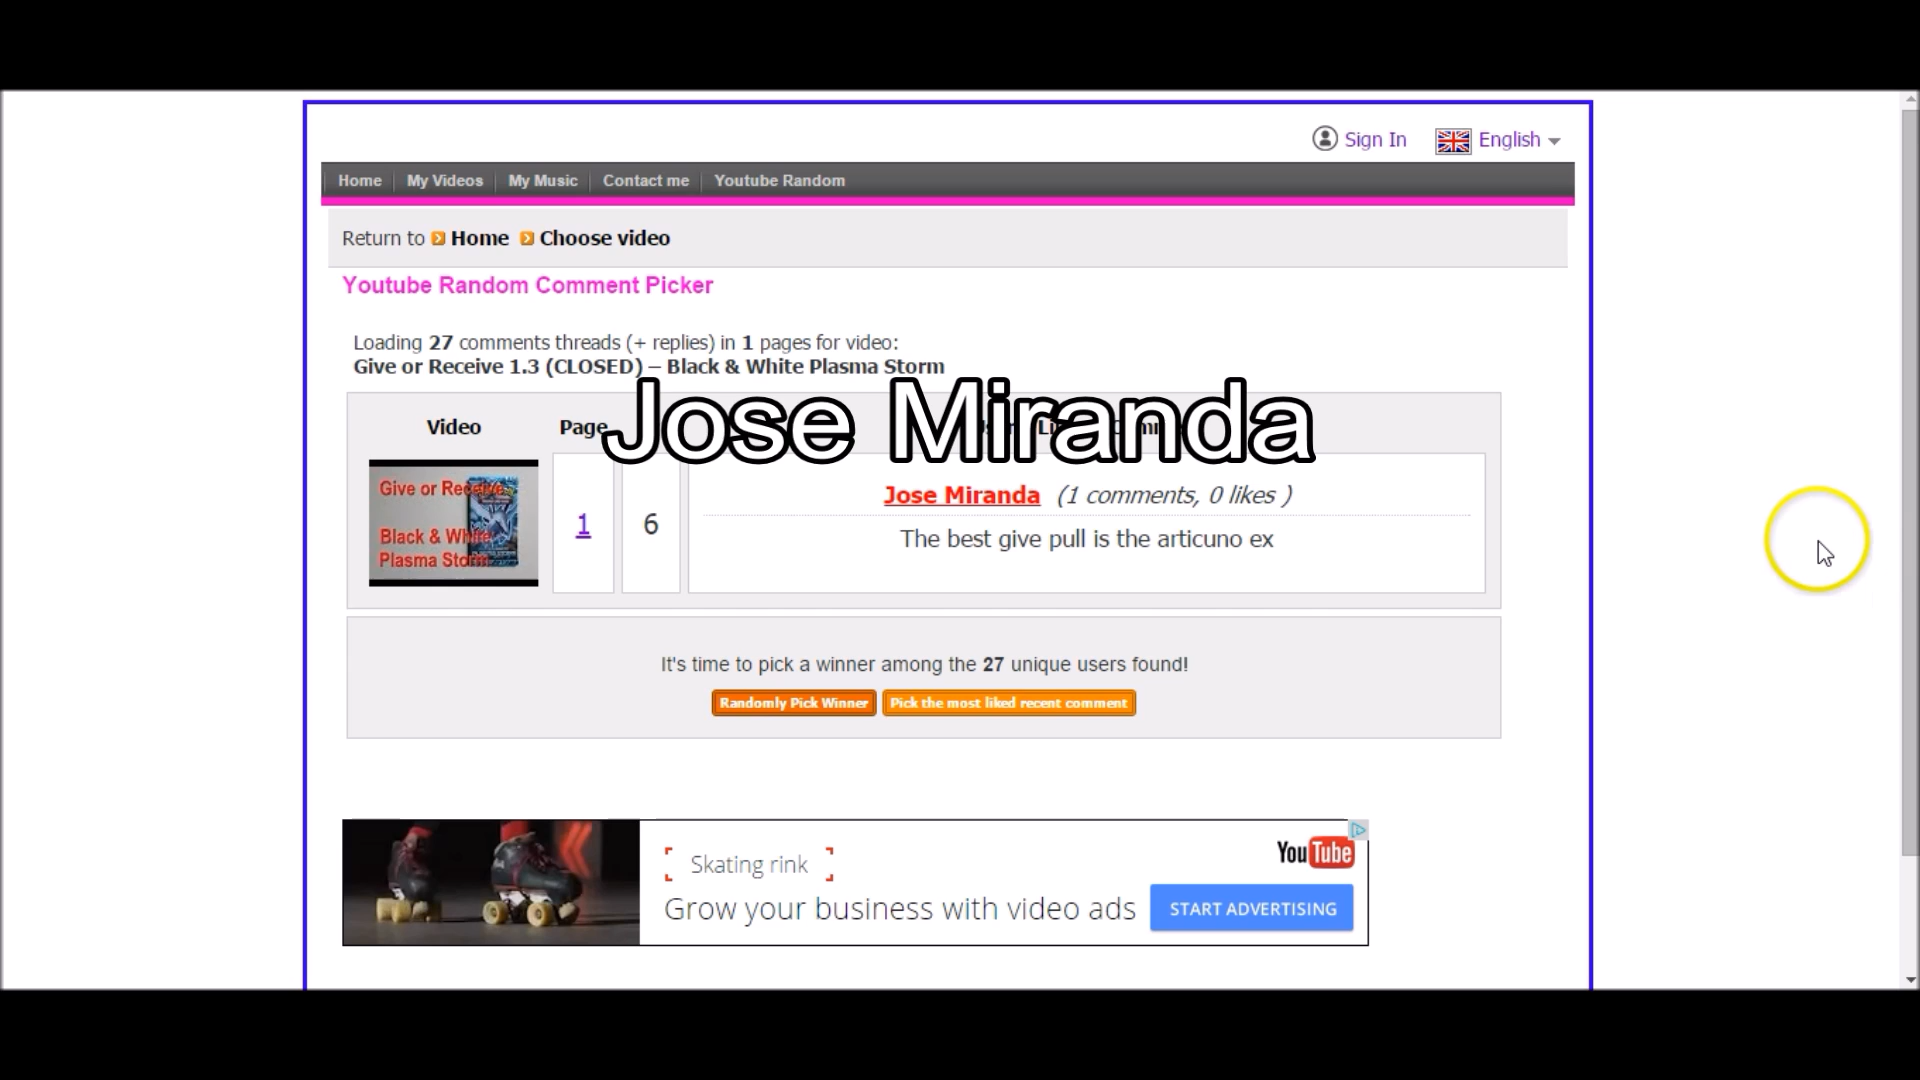 Sign In English
Home My Videos My Music Contact me Youtube Random
Return to Home Choose video
Youtube Random Comment Picker
Loading 27 comments threads (+ replies) in 1 pages for video:
Give or Receive 1.3 (CLOSED) – Black & White Plasma Storm
Jose Miranda
Video Page
Give or Receive
Black & White
Plasma Storm
1 6
Jose Miranda (1 comments, 0 likes )
The best give pull is the articuno ex
It's time to pick a winner among the 27 unique users found!
Randomly Pick Winner Pick the most liked recent comment
Skating rink
YouTube
Grow your business with video ads START ADVERTISING